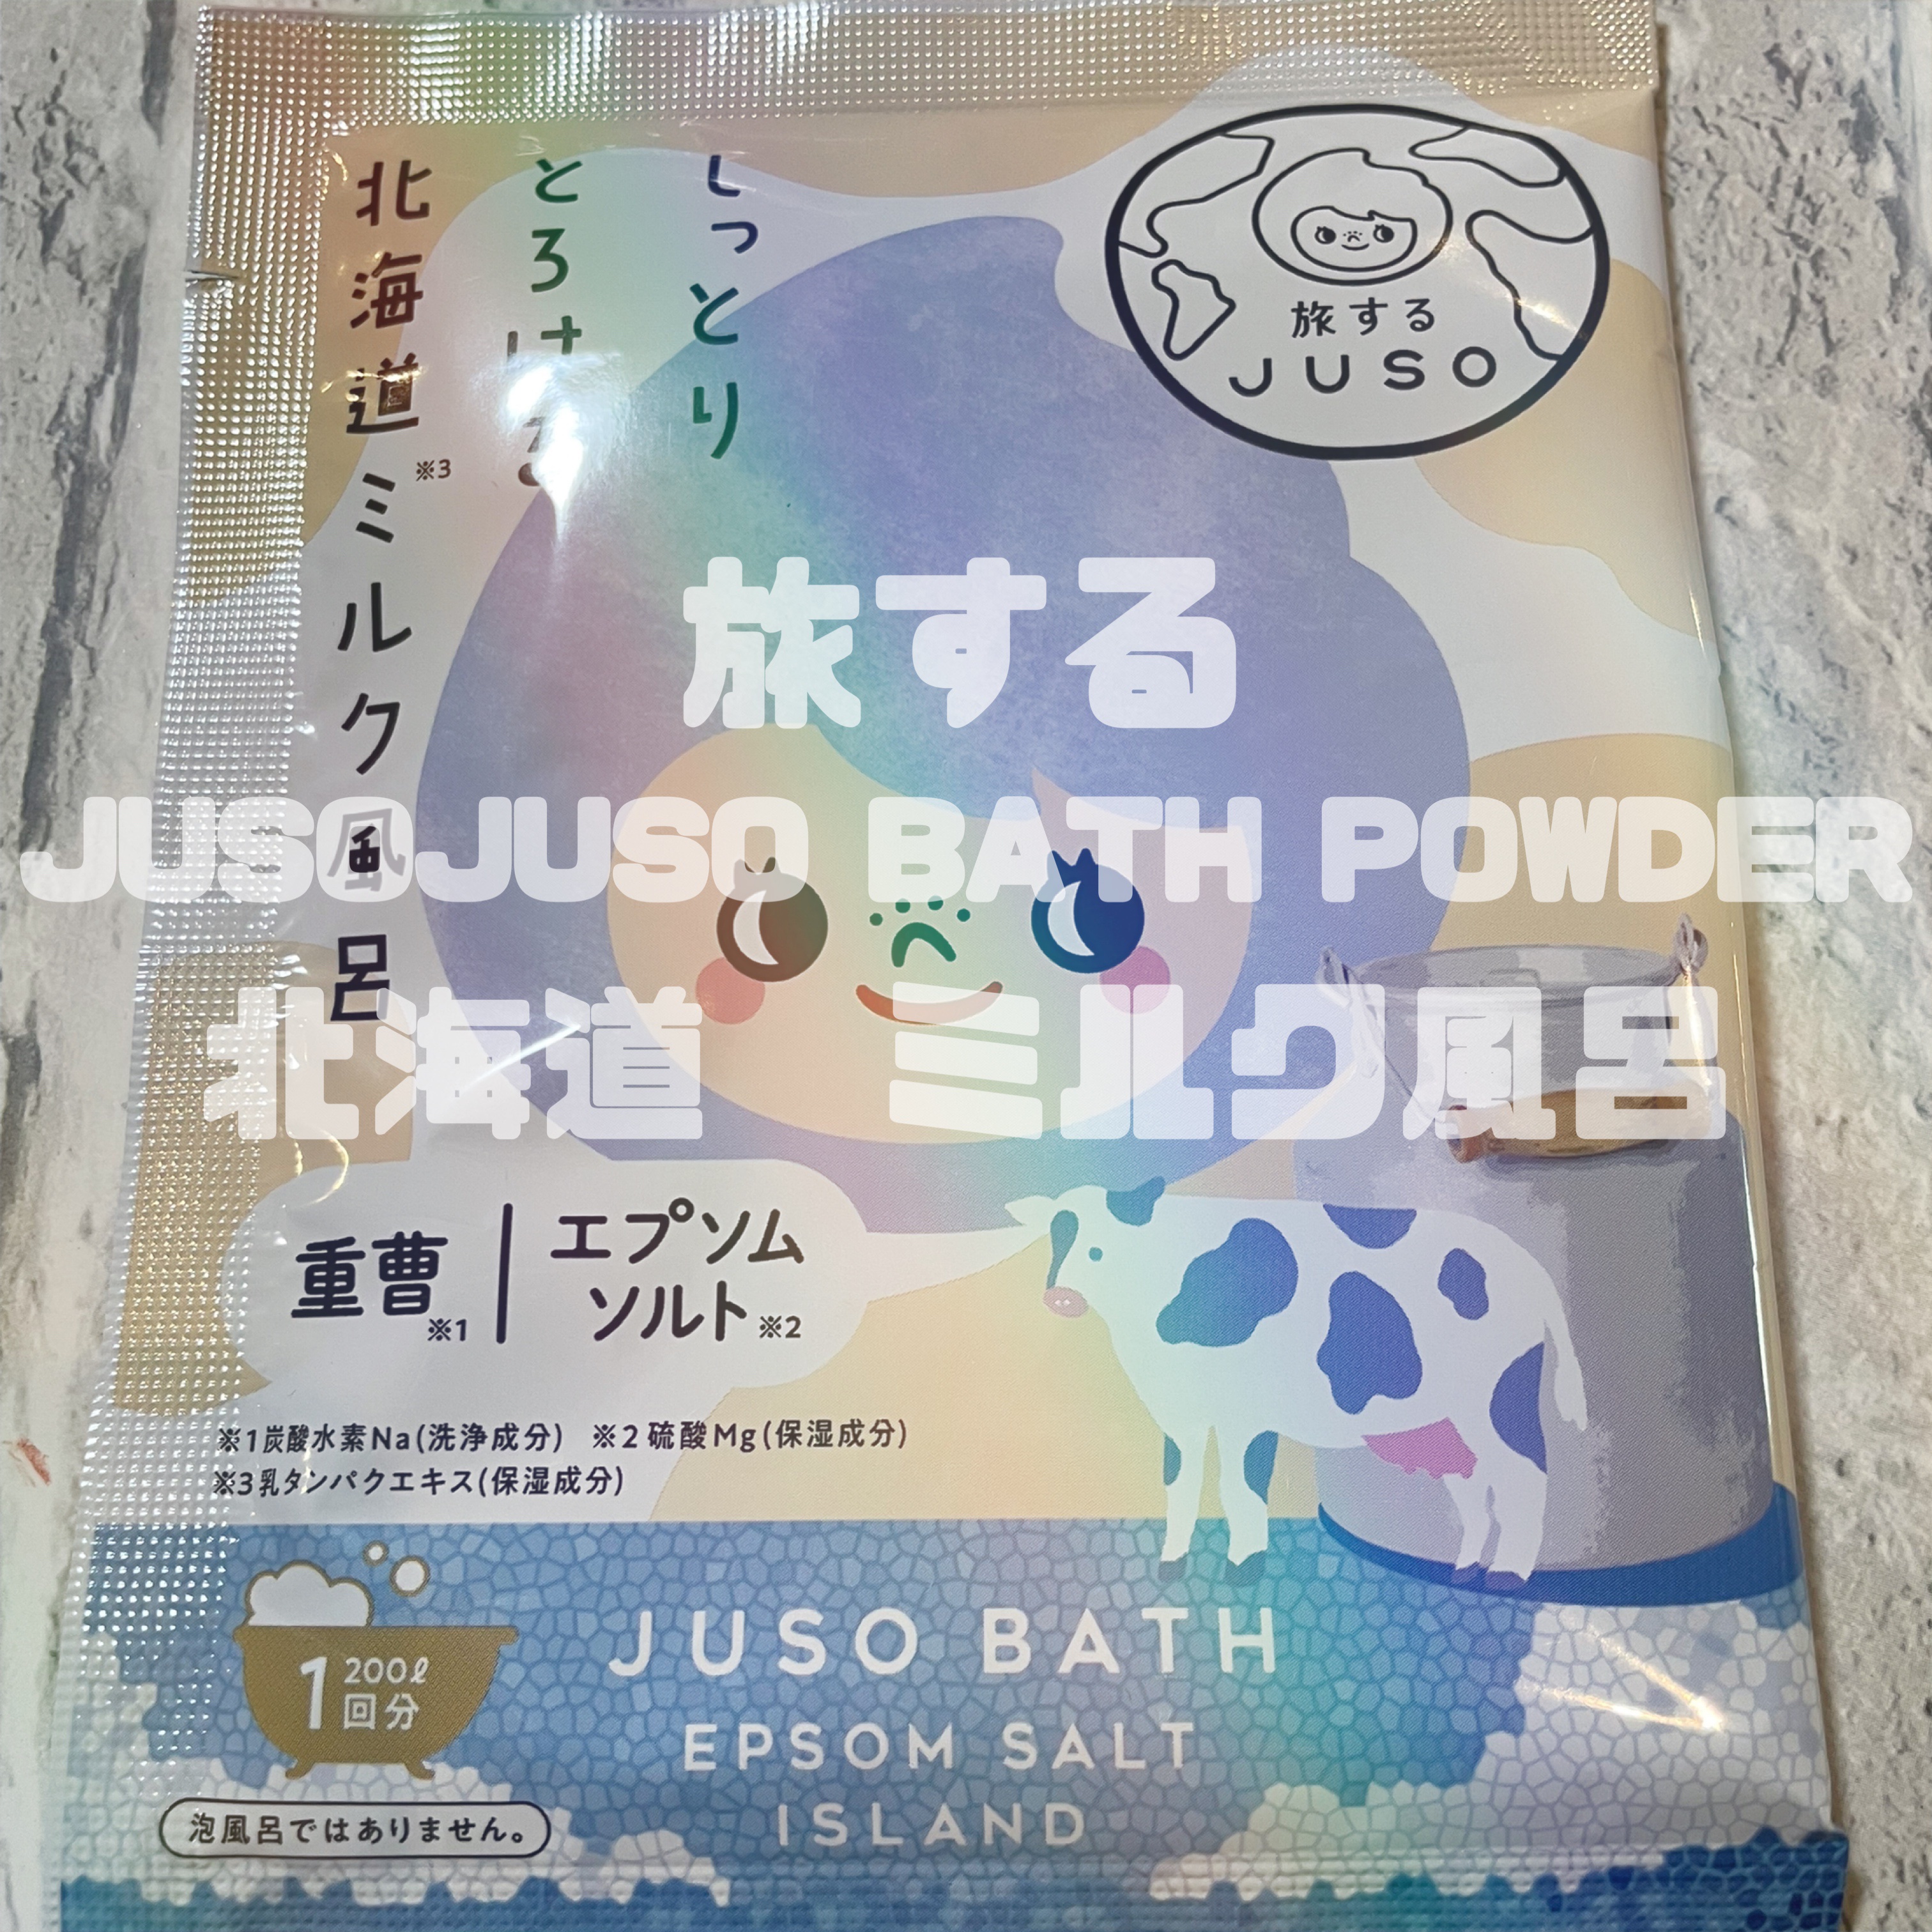 しっとり
とろける
北海道ミルク風呂
※3
旅する
JUSO
旅する
JUSOJUSO BATH POWDER
北海道　ミルク風呂
重曹※1
エプソム
ソルト※2
※1炭酸水素Na(洗浄成分)　※2硫酸Mg(保湿成分)
※3乳タンパクエキス(保湿成分)
1回分
200ℓ
JUSO BATH
EPSOM SALT
ISLAND
泡風呂ではありません。